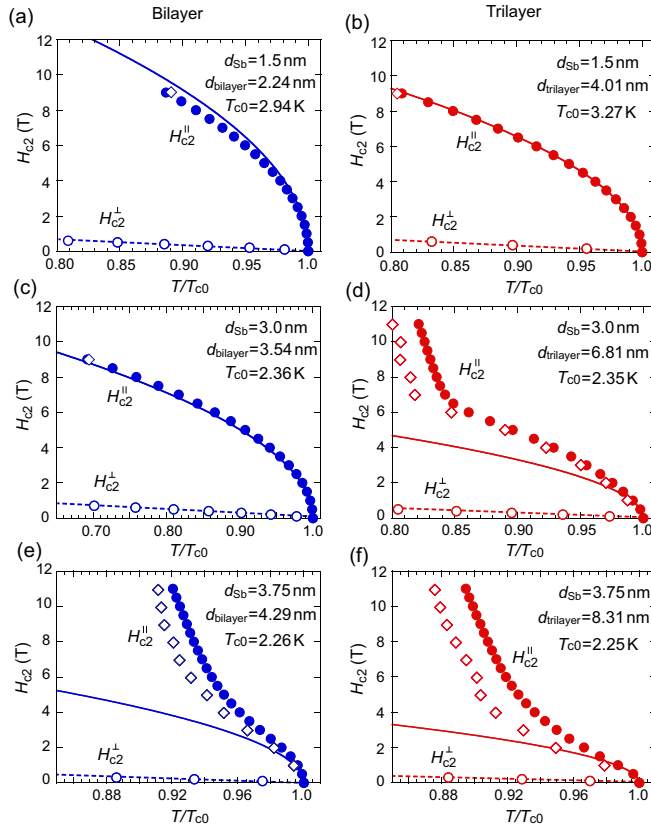 Bilayer
Trilayer
(a)
12
10
8
6
4
2
0
H_c2 (T)
d_Sb=1.5 nm
d_bilayer=2.24 nm
T_C0=2.94 K
H_c2^∥
H_c2^⊥
0.80
0.85
0.90
0.95
1.0
T/T_c0
(b)
12
10
8
6
4
2
0
H_c2 (T)
d_Sb=1.5 nm
d_trilayer=4.01 nm
T_C0=3.27 K
H_c2^∥
H_c2^⊥
0.80
0.85
0.90
0.95
1.0
T/T_c0
(c)
12
10
8
6
4
2
0
H_c2 (T)
d_Sb=3.0 nm
d_bilayer=3.54 nm
T_C0=2.36 K
H_c2^∥
H_c2^⊥
0.70
0.80
0.90
1.0
T/T_c0
(d)
12
10
8
6
4
2
0
H_c2 (T)
d_Sb=3.0 nm
d_trilayer=6.81 nm
T_C0=2.35 K
H_c2^∥
H_c2^⊥
0.80
0.85
0.90
0.95
1.0
T/T_c0
(e)
12
10
8
6
4
2
0
H_c2 (T)
d_Sb=3.75 nm
d_bilayer=4.29 nm
T_C0=2.26 K
H_c2^∥
H_c2^⊥
0.88
0.92
0.96
1.0
T/T_c0
(f)
12
10
8
6
4
2
0
H_c2 (T)
d_Sb=3.75 nm
d_trilayer=8.31 nm
T_C0=2.25 K
H_c2^∥
H_c2^⊥
0.88
0.92
0.96
1.0
T/T_c0